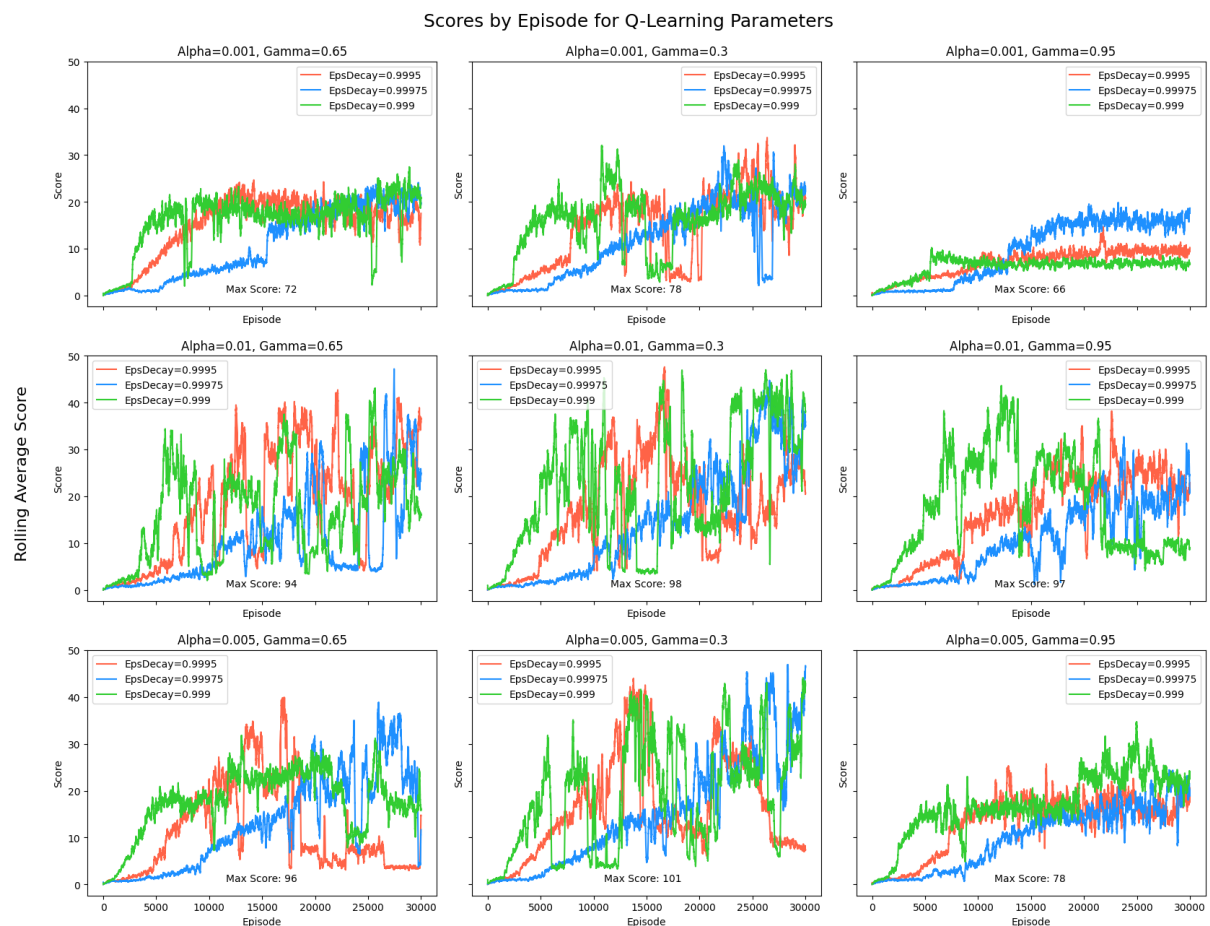 Scores by Episode for Q-Learning Parameters
Rolling Average Score
Alpha=0.001, Gamma=0.65
50
40
30
20
10
0
Score
EpsDecay=0.9995
EpsDecay=0.99975
EpsDecay=0.999
Max Score: 72
Episode
Alpha=0.001, Gamma=0.3
Score
EpsDecay=0.9995
EpsDecay=0.99975
EpsDecay=0.999
Max Score: 78
Episode
Alpha=0.001, Gamma=0.95
Score
EpsDecay=0.9995
EpsDecay=0.99975
EpsDecay=0.999
Max Score: 66
Episode
Alpha=0.01, Gamma=0.65
50
40
30
20
10
0
Score
EpsDecay=0.9995
EpsDecay=0.99975
EpsDecay=0.999
Max Score: 94
Episode
Alpha=0.01, Gamma=0.3
Score
EpsDecay=0.9995
EpsDecay=0.99975
EpsDecay=0.999
Max Score: 98
Episode
Alpha=0.01, Gamma=0.95
Score
EpsDecay=0.9995
EpsDecay=0.99975
EpsDecay=0.999
Max Score: 97
Episode
Alpha=0.005, Gamma=0.65
50
40
30
20
10
0
Score
EpsDecay=0.9995
EpsDecay=0.99975
EpsDecay=0.999
Max Score: 96
0 5000 10000 15000 20000 25000 30000
Episode
Alpha=0.005, Gamma=0.3
Score
EpsDecay=0.9995
EpsDecay=0.99975
EpsDecay=0.999
Max Score: 101
0 5000 10000 15000 20000 25000 30000
Episode
Alpha=0.005, Gamma=0.95
Score
EpsDecay=0.9995
EpsDecay=0.99975
EpsDecay=0.999
Max Score: 78
0 5000 10000 15000 20000 25000 30000
Episode